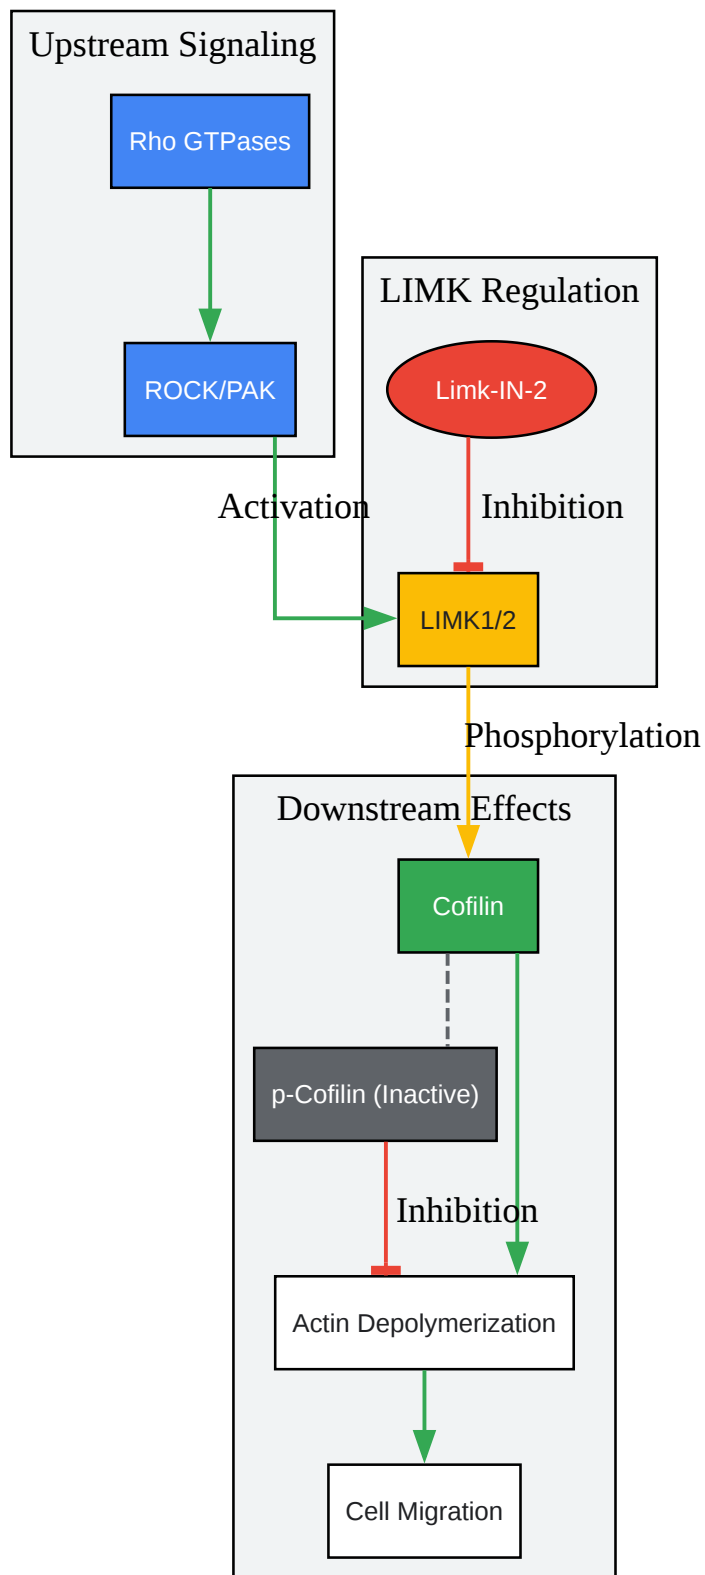 Upstream Signaling
Rho GTPases
ROCK/PAK
Activation
LIMK Regulation
Limk-IN-2
Inhibition
LIMK1/2
Phosphorylation
Downstream Effects
Cofilin
p-Cofilin (Inactive)
Inhibition
Actin Depolymerization
Cell Migration